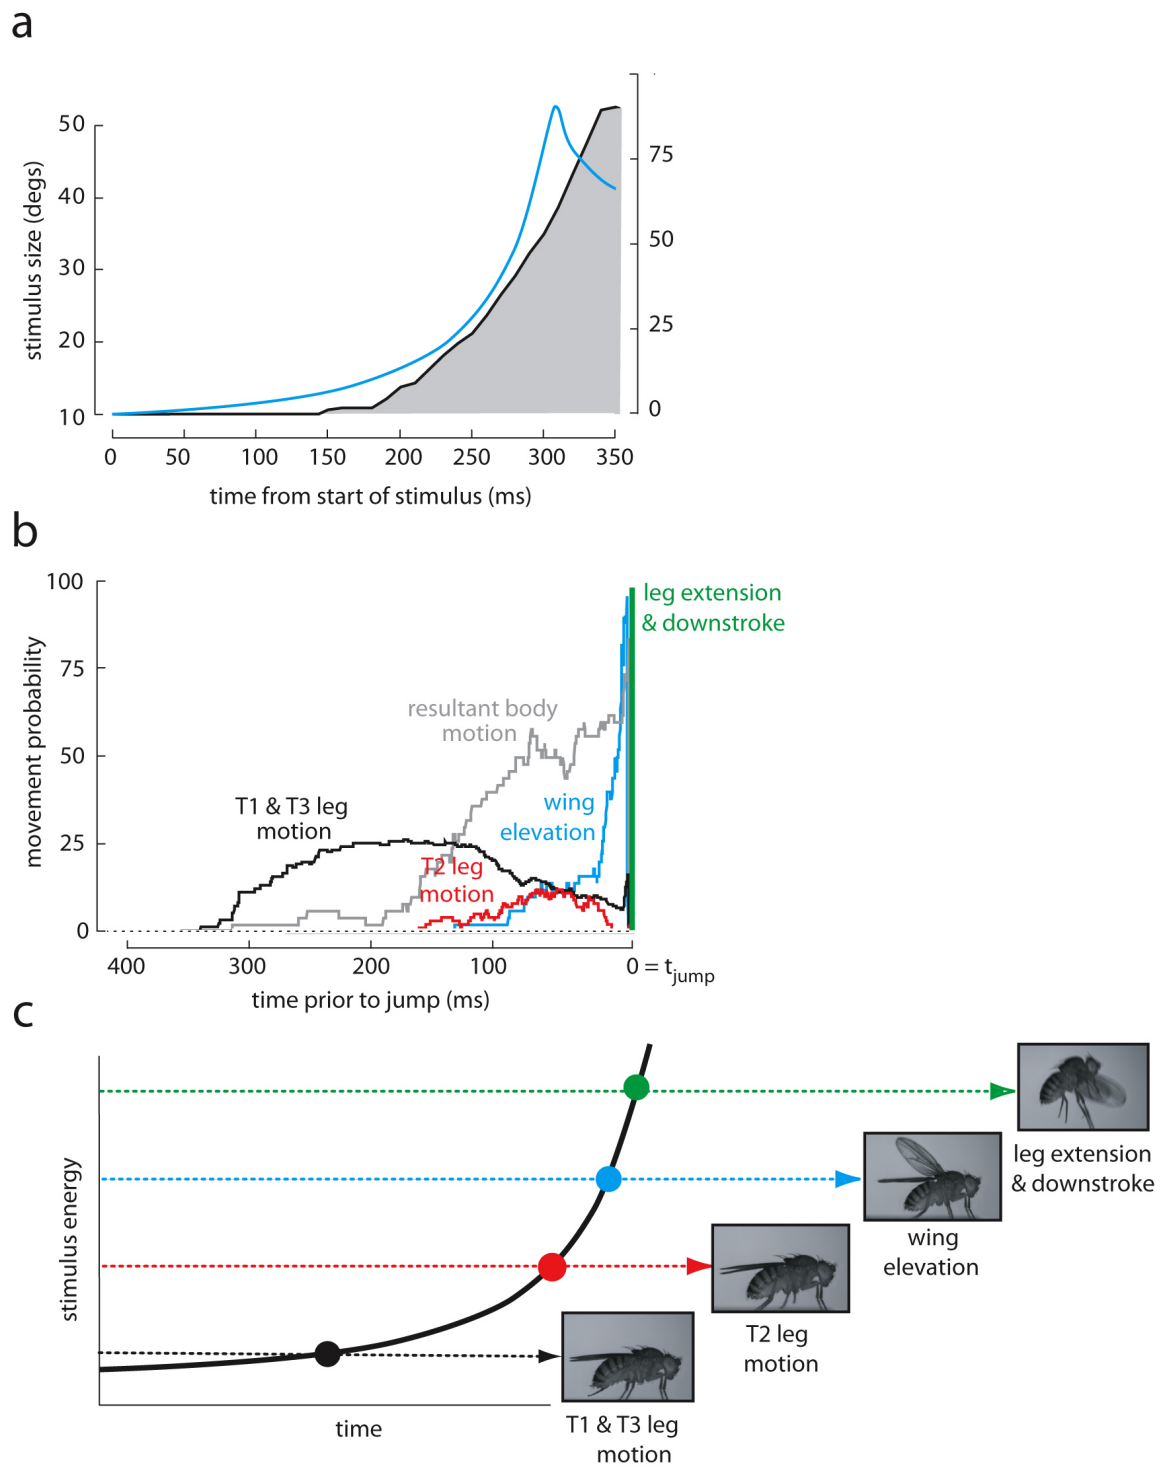 a
50
40
30
20
10
stimulus size (degs)
75
50
25
0
0 50 100 150 200 250 300 350
time from start of stimulus (ms)
b
100
75
50
25
0
movement probability
leg extension
& downstroke
resultant body
motion
wing
elevation
T1 & T3 leg
motion
T2 leg
motion
400 300 200 100 0 = tjump
time prior to jump (ms)
c
stimulus energy
time
leg extension
& downstroke
wing
elevation
T2 leg
motion
T1 & T3 leg
motion